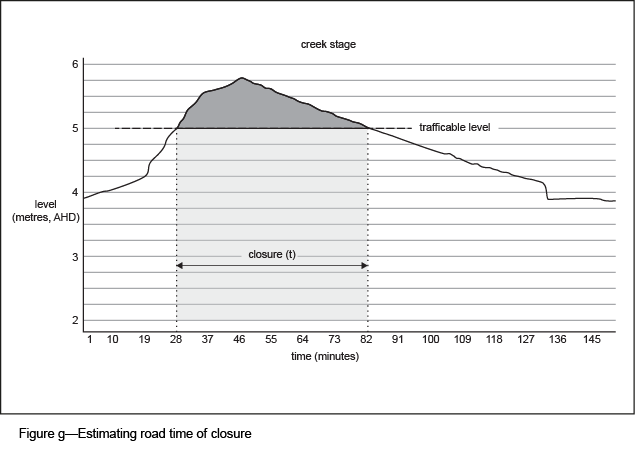 creek stage
6
5
trafficable level
4
level
(metres, AHD)
closure (t)
3
2
1 10 19 28 37 46 55 64 73 82 91 100 109 118 127 136 145
time (minutes)
Figure g—Estimating road time of closure